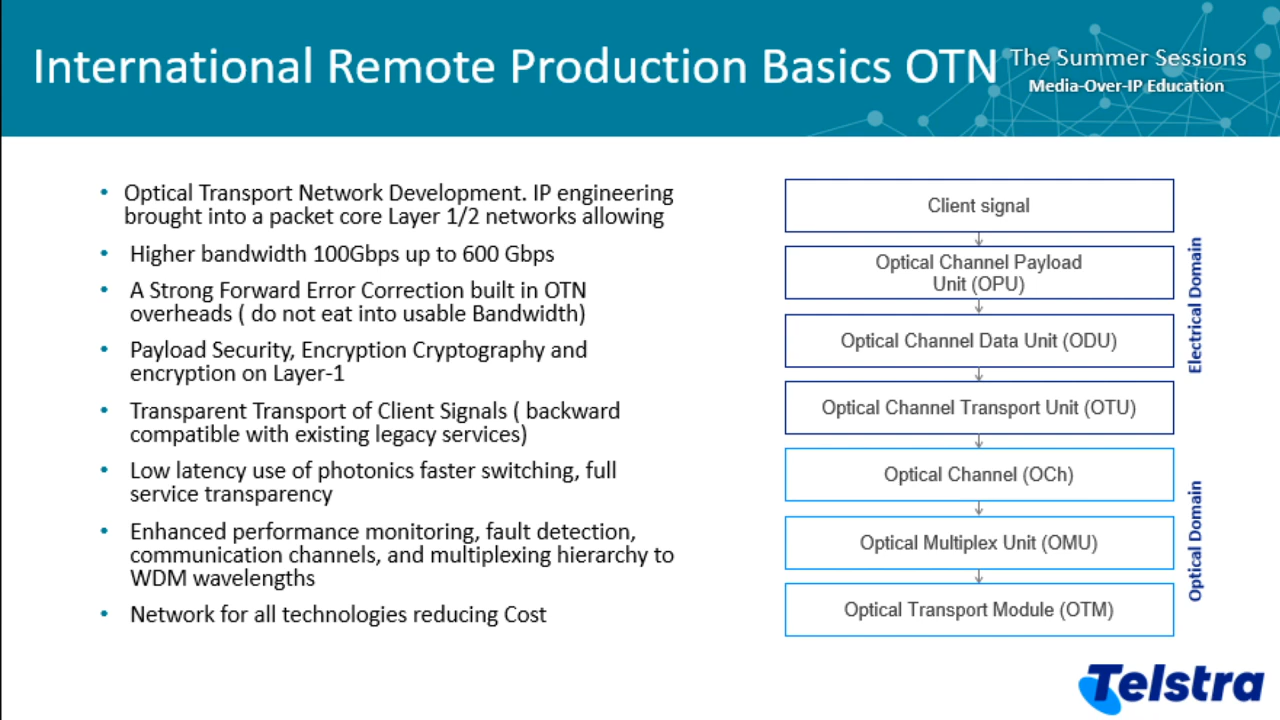 International Remote Production Basics OTN
The Summer Sessions
Media-Over-IP Education
• Optical Transport Network Development. IP engineering
brought into a packet core Layer 1/2 networks allowing
• Higher bandwidth 100Gbps up to 600 Gbps
• A Strong Forward Error Correction built in OTN
overheads ( do not eat into usable Bandwidth)
• Payload Security, Encryption Cryptography and
encryption on Layer-1
• Transparent Transport of Client Signals ( backward
compatible with existing legacy services)
• Low latency use of photonics faster switching, full
service transparency
• Enhanced performance monitoring, fault detection,
communication channels, and multiplexing hierarchy to
WDM wavelengths
• Network for all technologies reducing Cost
Client signal
Optical Channel Payload
Unit (OPU)
Optical Channel Data Unit (ODU)
Optical Channel Transport Unit (OTU)
Optical Channel (OCh)
Optical Multiplex Unit (OMU)
Optical Transport Module (OTM)
Electrical Domain
Optical Domain
Telstra